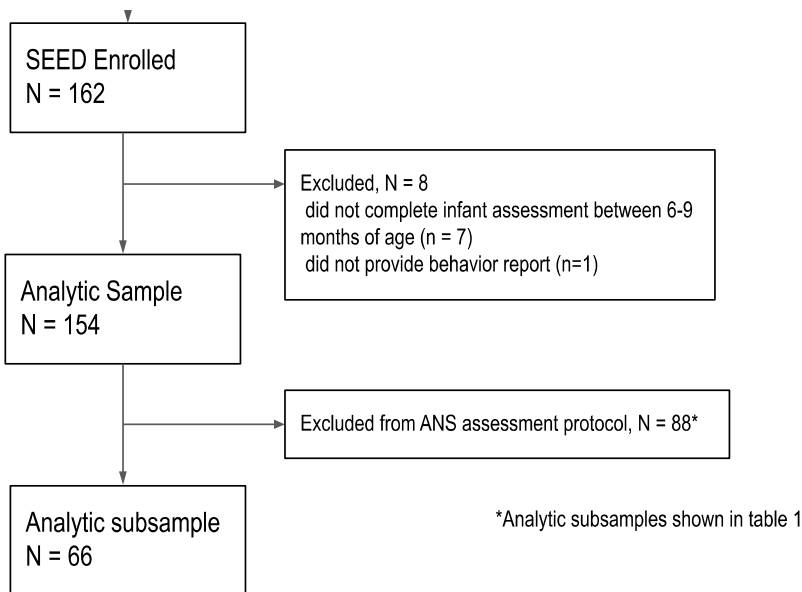 SEED Enrolled
N = 162
Excluded, N = 8
did not complete infant assessment between 6-9
months of age (n = 7)
did not provide behavior report (n=1)
Analytic Sample
N = 154
Excluded from ANS assessment protocol, N = 88*
Analytic subsample
N = 66
*Analytic subsamples shown in table 1